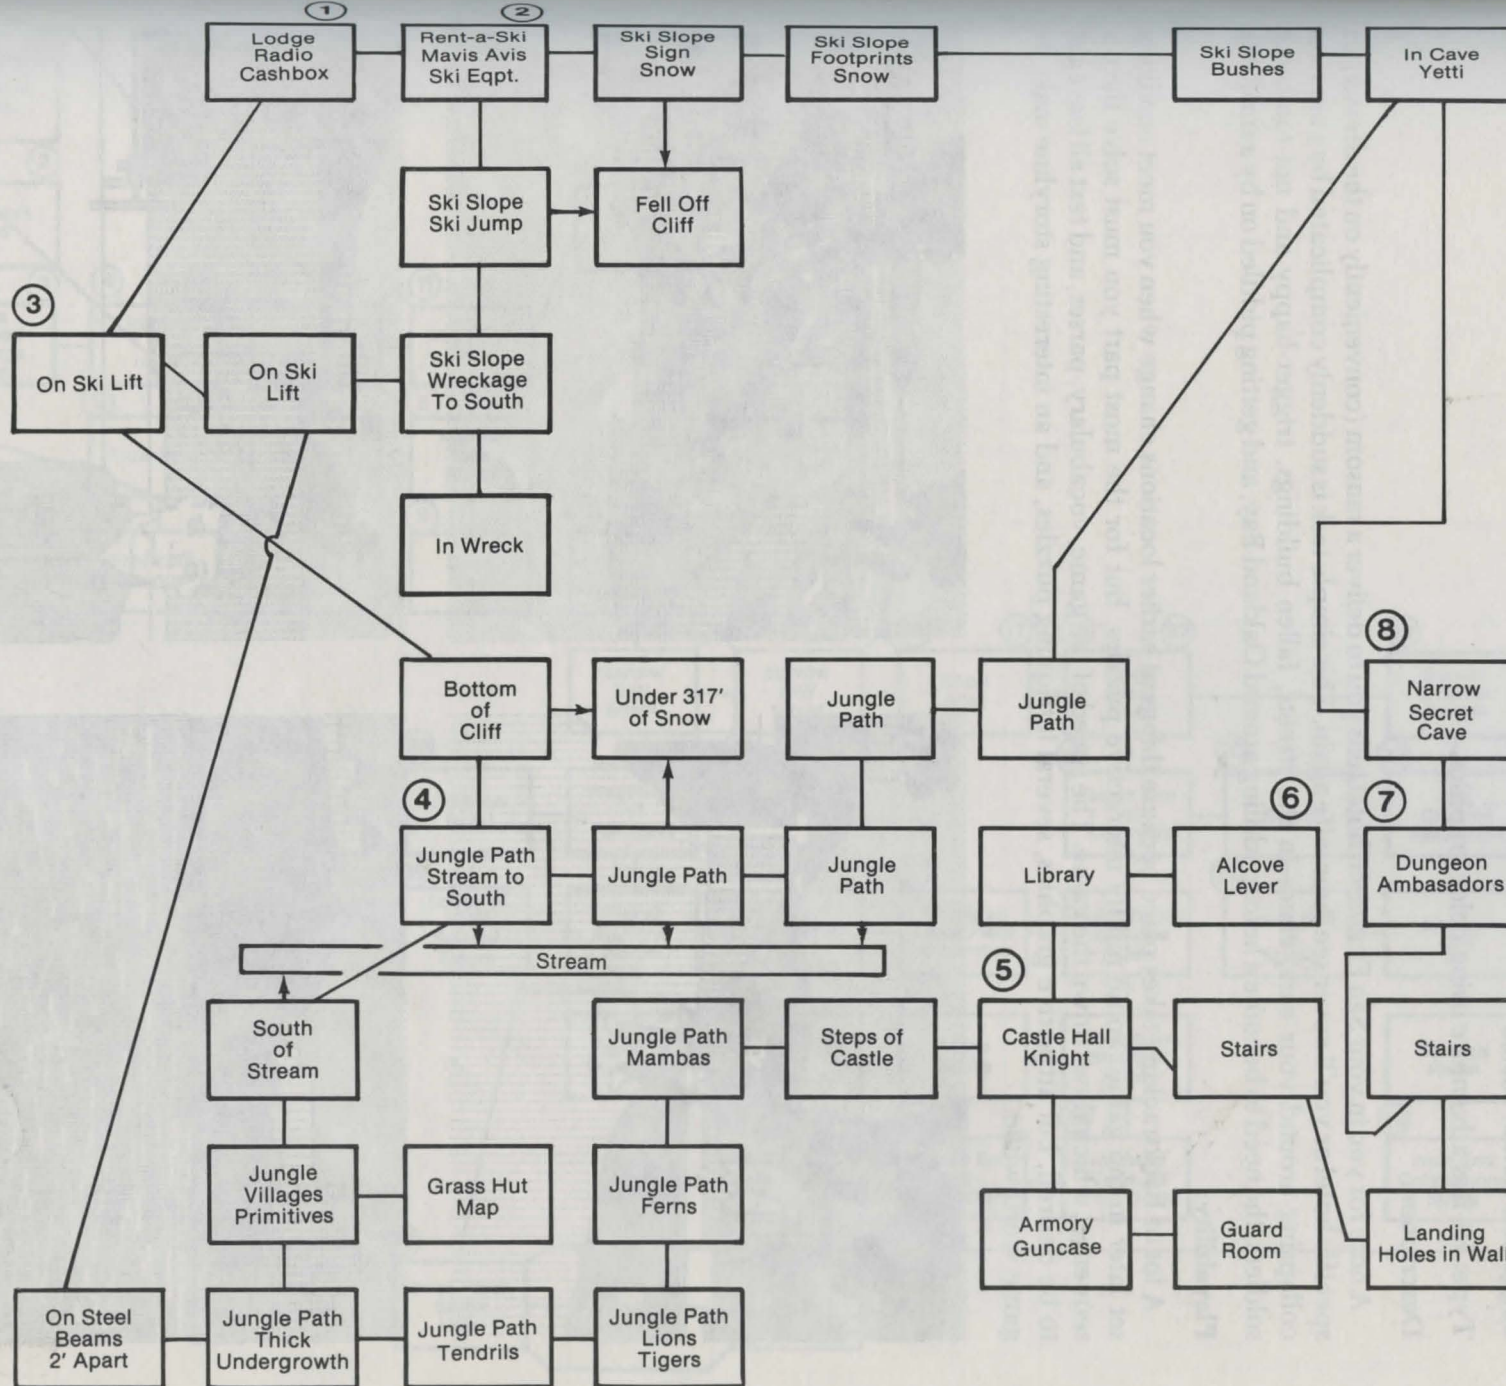 1
2
Lodge
Radio
Cashbox
Rent-a-Ski
Mavis Avis
Ski Eqpt.
Ski Slope
Sign
Snow
Ski Slope
Footprints
Snow
Ski Slope
Bushes
In Cave
Yetti
Ski Slope
Ski Jump
Fell Off
Cliff
3
On Ski Lift
On Ski
Lift
Ski Slope
Wreckage
To South
In Wreck
8
Bottom
of
Cliff
Under 317'
of Snow
Jungle
Path
Jungle
Path
Narrow
Secret
Cave
4
6
7
Jungle Path
Stream to
South
Jungle Path
Jungle
Path
Library
Alcove
Lever
Dungeon
Ambasadors
Stream
5
South
of
Stream
Jungle Path
Mambas
Steps of
Castle
Castle Hall
Knight
Stairs
Stairs
Jungle
Villages
Primitives
Grass Hut
Map
Jungle Path
Ferns
Armory
Guncase
Guard
Room
Landing
Holes in Wall
On Steel
Beams
2' Apart
Jungle Path
Thick
Undergrowth
Jungle Path
Tendrils
Jungle Path
Lions
Tigers